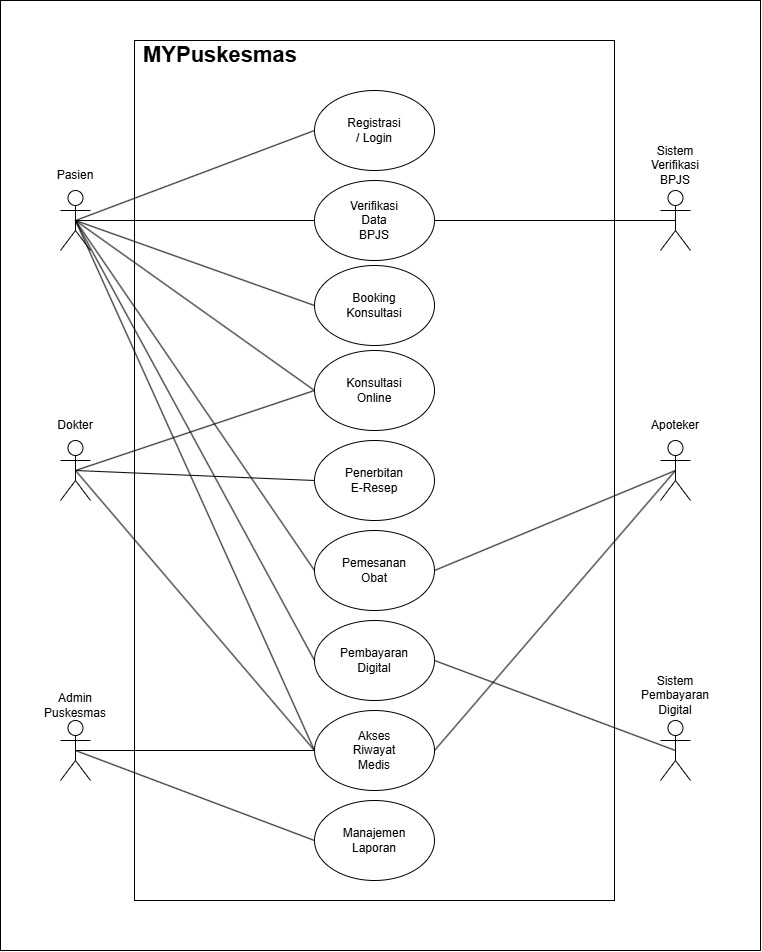 MYPuskesmas
Registrasi
/ Login
Pasien
Verifikasi
Data
BPJS
Sistem
Verifikasi
BPJS
Booking
Konsultasi
Konsultasi
Online
Dokter
Apoteker
Penerbitan
E-Resep
Pemesanan
Obat
Pembayaran
Digital
Admin
Puskesmas
Sistem
Pembayaran
Digital
Akses
Riwayat
Medis
Manajemen
Laporan